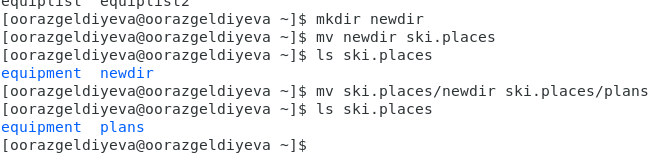 equiplist  equiplist2
[oorazgeldiyeva@oorazgeldiyeva ~]$ mkdir newdir
[oorazgeldiyeva@oorazgeldiyeva ~]$ mv newdir ski.places
[oorazgeldiyeva@oorazgeldiyeva ~]$ ls ski.places
equipment  newdir
[oorazgeldiyeva@oorazgeldiyeva ~]$ mv ski.places/newdir ski.places/plans
[oorazgeldiyeva@oorazgeldiyeva ~]$ ls ski.places
equipment  plans
[oorazgeldiyeva@oorazgeldiyeva ~]$